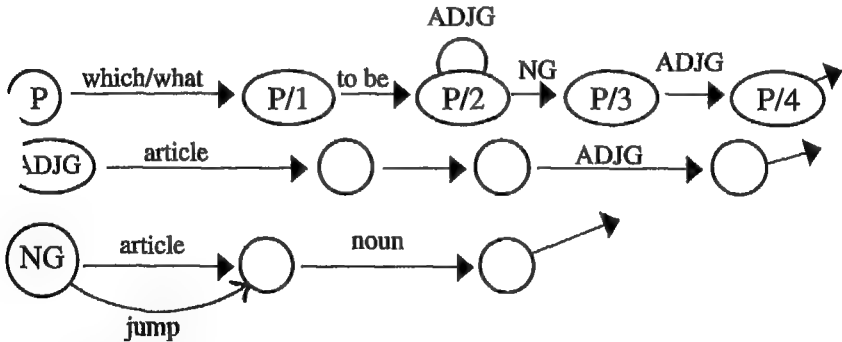 ADJG
which/what to be NG ADJG
P P/1 P/2 P/3 P/4
article ADJG
ADJG
article noun
NG
jump